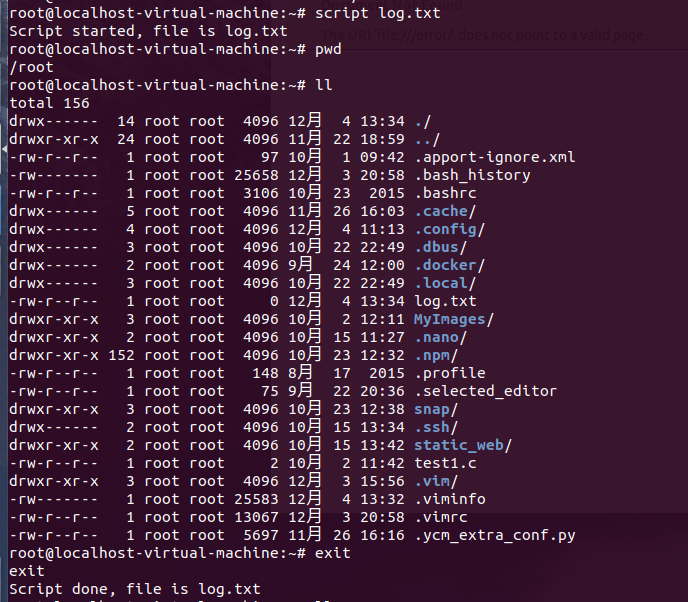 root@localhost-virtual-machine:~# script log.txt
Script started, file is log.txt
The URI 'file:///error/' does not point to a valid page.
root@localhost-virtual-machine:~# pwd
/root
root@localhost-virtual-machine:~# ll
total 156
drwx------  14 root root  4096 12月  4 13:34 ./
drwxr-xr-x  24 root root  4096 11月 22 18:59 ../
-rw-r--r--   1 root root    97 10月  1 09:42 .apport-ignore.xml
-rw-------   1 root root 25658 12月  3 20:58 .bash_history
-rw-r--r--   1 root root  3106 10月 23  2015 .bashrc
drwx------   5 root root  4096 11月 26 16:03 .cache/
drwx------   4 root root  4096 12月  4 11:13 .config/
drwx------   3 root root  4096 10月 22 22:49 .dbus/
drwx------   2 root root  4096 9月  24 12:00 .docker/
drwx------   3 root root  4096 10月 22 22:49 .local/
-rw-r--r--   1 root root     0 12月  4 13:34 log.txt
drwxr-xr-x   3 root root  4096 10月  2 12:11 MyImages/
drwxr-xr-x   2 root root  4096 10月 15 11:27 .nano/
drwxr-xr-x 152 root root  4096 10月 23 12:32 .npm/
-rw-r--r--   1 root root   148 8月  17  2015 .profile
-rw-r--r--   1 root root    75 9月  22 20:36 .selected_editor
drwxr-xr-x   3 root root  4096 10月 23 12:38 snap/
drwx------   2 root root  4096 10月 15 13:34 .ssh/
drwxr-xr-x   2 root root  4096 10月 15 13:42 static_web/
-rw-r--r--   1 root root     2 10月  2 11:42 test1.c
drwxr-xr-x   3 root root  4096 12月  3 15:56 .vim/
-rw-------   1 root root 25583 12月  4 13:32 .viminfo
-rw-r--r--   1 root root 13067 12月  3 20:58 .vimrc
-rw-r--r--   1 root root  5697 11月 26 16:16 .ycm_extra_conf.py
root@localhost-virtual-machine:~# exit
exit
Script done, file is log.txt